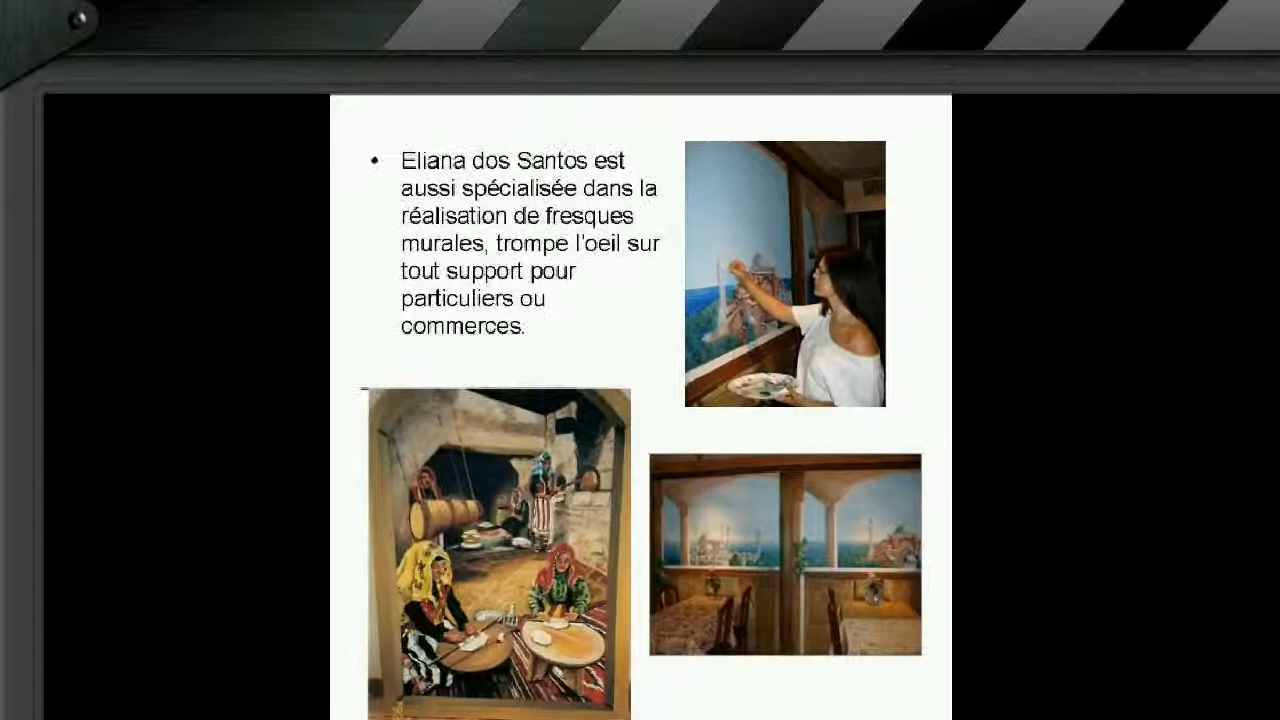 • Eliana dos Santos est
aussi spécialisée dans la
réalisation de fresques
murales, trompe l'oeil sur
tout support pour
particuliers ou
commerces.